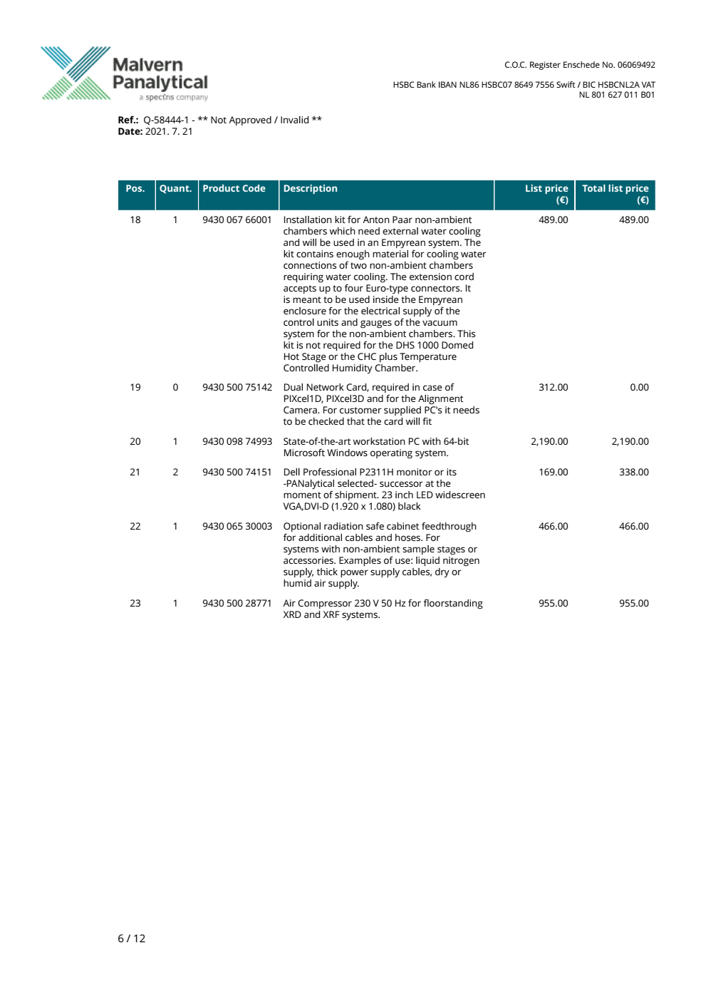 Malvern
Panalytical
a spectris company
C.O.C. Register Enschede No. 06069492
HSBC Bank IBAN NL86 HSBC07 8649 7556 Swift / BIC HSBCNL2A VAT
NL 801 627 011 B01
Ref.: Q-58444-1 - ** Not Approved / Invalid **
Date: 2021. 7. 21
Pos. Quant. Product Code Description List price (€) Total list price (€)
18 1 9430 067 66001 Installation kit for Anton Paar non-ambient 489.00 489.00
chambers which need external water cooling
and will be used in an Empyrean system. The
kit contains enough material for cooling water
connections of two non-ambient chambers
requiring water cooling. The extension cord
accepts up to four Euro-type connectors. It
is meant to be used inside the Empyrean
enclosure for the electrical supply of the
control units and gauges of the vacuum
system for the non-ambient chambers. This
kit is not required for the DHS 1000 Domed
Hot Stage or the CHC plus Temperature
Controlled Humidity Chamber.
19 0 9430 500 75142 Dual Network Card, required in case of 312.00 0.00
PIXcel1D, PIXcel3D and for the Alignment
Camera. For customer supplied PC's it needs
to be checked that the card will fit
20 1 9430 098 74993 State-of-the-art workstation PC with 64-bit 2,190.00 2,190.00
Microsoft Windows operating system.
21 2 9430 500 74151 Dell Professional P2311H monitor or its 169.00 338.00
-PANalytical selected- successor at the
moment of shipment. 23 inch LED widescreen
VGA,DVI-D (1.920 x 1.080) black
22 1 9430 065 30003 Optional radiation safe cabinet feedthrough 466.00 466.00
for additional cables and hoses. For
systems with non-ambient sample stages or
accessories. Examples of use: liquid nitrogen
supply, thick power supply cables, dry or
humid air supply.
23 1 9430 500 28771 Air Compressor 230 V 50 Hz for floorstanding 955.00 955.00
XRD and XRF systems.
6 / 12